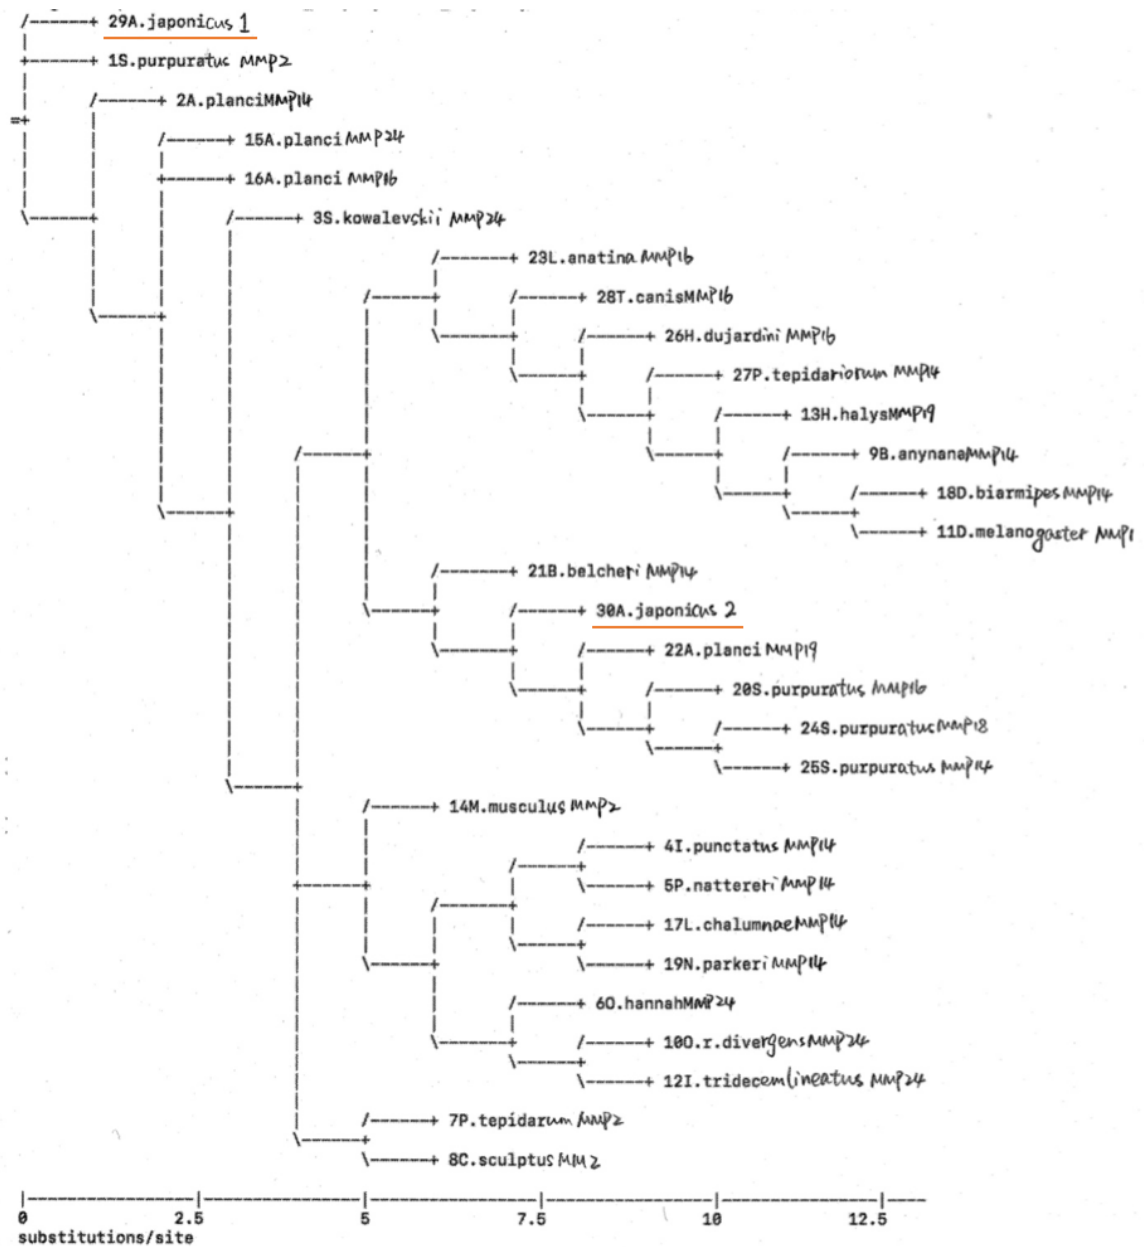 29A.japonicus 1
1S.purpuratus MMP2
2A.planciMMP14
15A.planci MMP24
16A.planci MMP16
3S.kowalevskii MMP24
23L.anatina MMP16
28T.canisMMP16
26H.dujardini MMP16
27P.tepidariorum MMP14
13H.halysMMP19
9B.anynanaMMP14
18D.biarmipes MMP14
11D.melanogaster MMP1
21B.belcheri MMP14
30A.japonicus 2
22A.planci MMP19
20S.purpuratus MMP16
24S.purpuratus MMP18
25S.purpuratus MMP14
14M.musculus MMP2
4I.punctatus MMP14
5P.nattereri MMP14
17L.chalumnaeMMP14
19N.parkeri MMP14
6O.hannahMMP24
10O.r.divergensMMP24
12I.tridecemlineatus MMP24
7P.tepidarum MMP2
8C.sculptus
0 2.5 5 7.5 10 12.5
substitutions/site